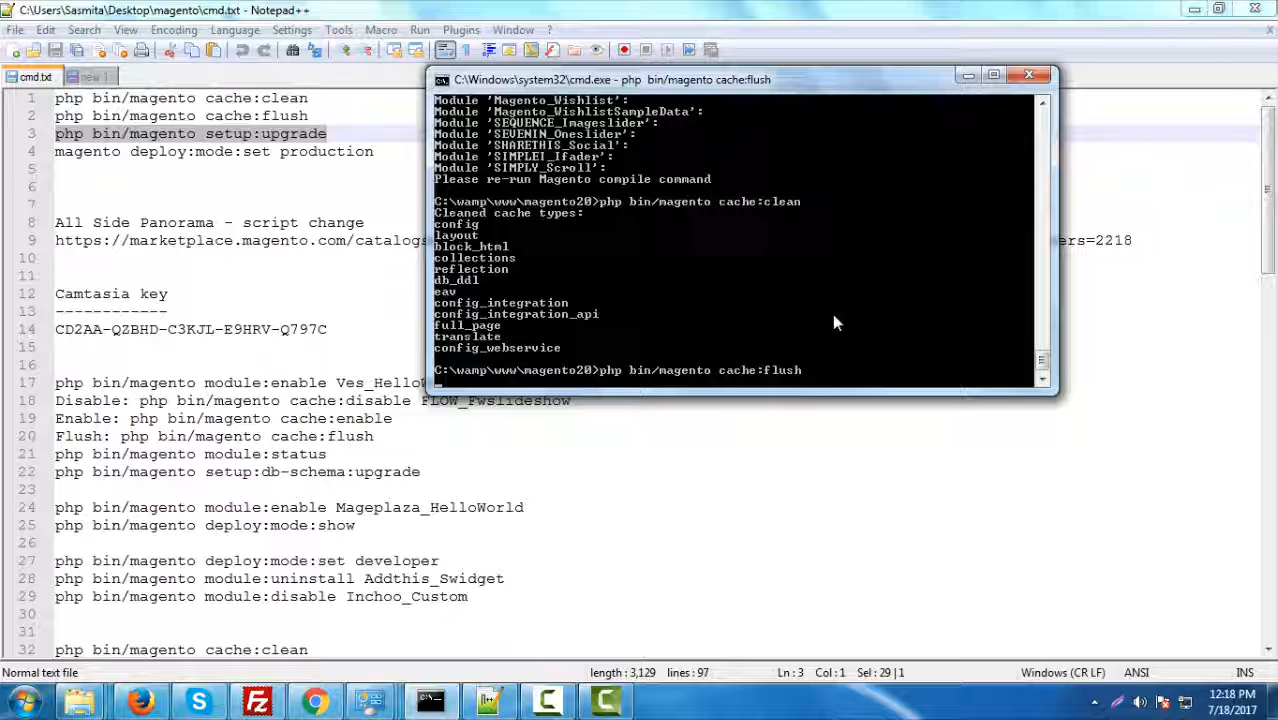 C:\Users\Sasmita\Desktop\magento\cmd.txt - Notepad++
File Edit Search View Encoding Language Settings Tools Macro Run Plugins Window ?
X
cmd.txt new 1
C:\Windows\system32\cmd.exe - php bin/magento cache:flush
Module 'Magento_Wishlist':
Module 'Magento_WishlistSampleData':
Module 'SEQUENCE_Imageslider':
Module 'SEVENIN_Oneslider':
Module 'SHARETHIS_Social':
Module 'SIMPLEI_Ifader':
Module 'SIMPLY_Scroll':
Please re-run Magento compile command
C:\wamp\www\magento20>php bin/magento cache:clean
Cleaned cache types:
config
layout
block_html
collections
reflection
db_ddl
eav
config_integration
config_integration_api
full_page
translate
config_webservice
C:\wamp\www\magento20>php bin/magento cache:flush
1 php bin/magento cache:clean
2 php bin/magento cache:flush
3 php bin/magento setup:upgrade
4 magento deploy:mode:set production
5
6
7
8 All Side Panorama - script change
9 https://marketplace.magento.com/catalogs ers=2218
10
11
12 Camtasia key
13 ------------
14 CD2AA-QZBHD-C3KJL-E9HRV-Q797C
15
16
17 php bin/magento module:enable Ves_HelloW
18 Disable: php bin/magento cache:disable FLOW_Fwslideshow
19 Enable: php bin/magento cache:enable
20 Flush: php bin/magento cache:flush
21 php bin/magento module:status
22 php bin/magento setup:db-schema:upgrade
23
24 php bin/magento module:enable Mageplaza_HelloWorld
25 php bin/magento deploy:mode:show
26
27 php bin/magento deploy:mode:set developer
28 php bin/magento module:uninstall Addthis_Swidget
29 php bin/magento module:disable Inchoo_Custom
30
31
32 php bin/magento cache:clean
Normal text file length : 3,129 lines : 97 Ln : 3 Col : 1 Sel : 29 | 1 Windows (CR LF) ANSI INS
12:18 PM
7/18/2017